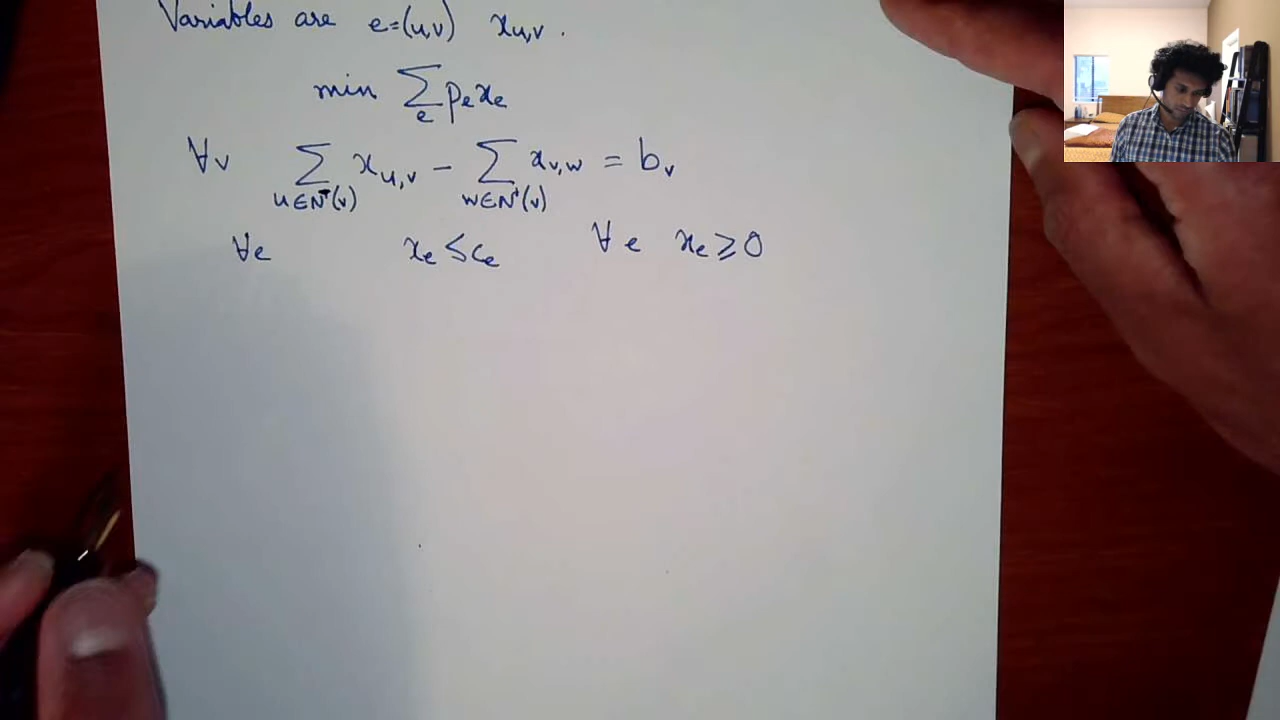 Variables are e=(u,v) x_{u,v}.
min ∑_e p_e x_e
∀v ∑_{u∈N^-(v)} x_{u,v} - ∑_{w∈N^+(v)} x_{v,w} = b_v
∀e x_e ≤ c_e ∀e x_e ≥ 0